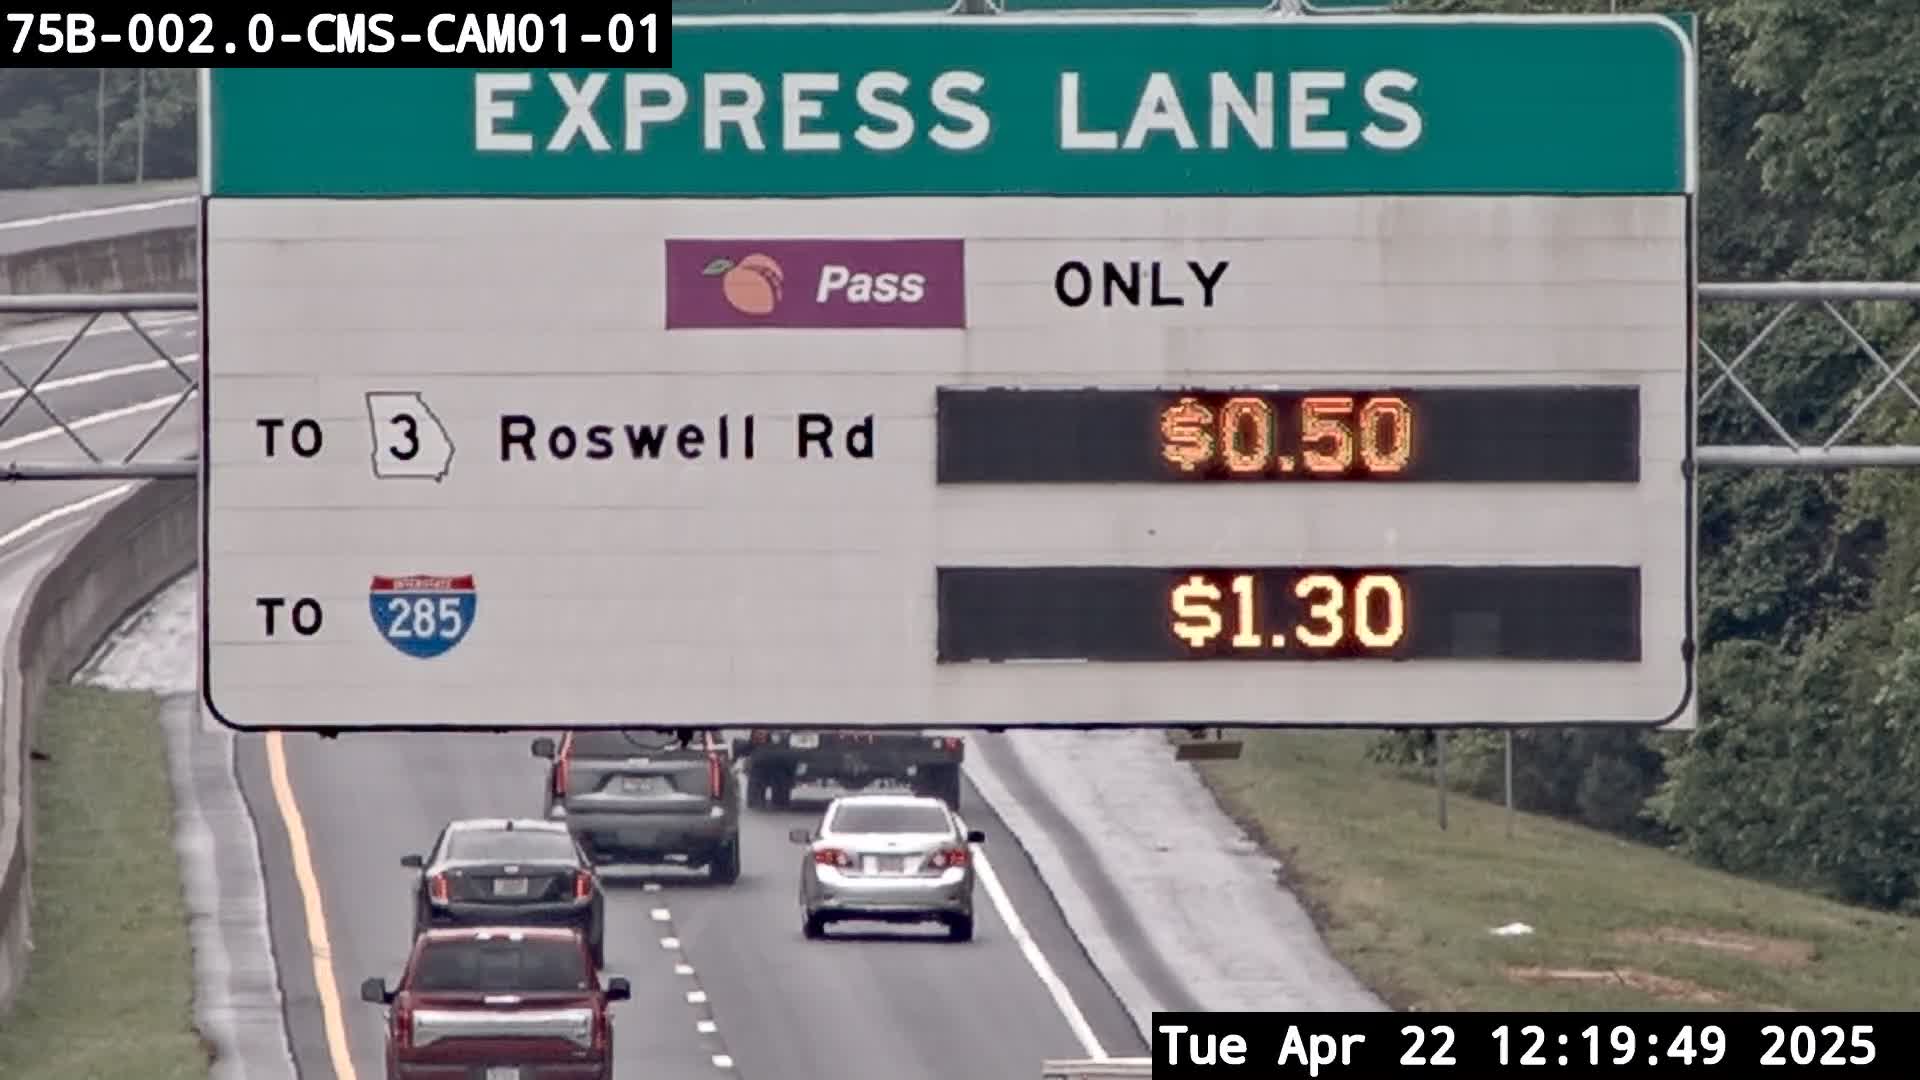 75B-002.0-CMS-CAM01-01
EXPRESS LANES
Pass ONLY
TO 3 Roswell Rd $0.50
TO INTERSTATE 285 $1.30
Tue Apr 22 12:19:49 2025